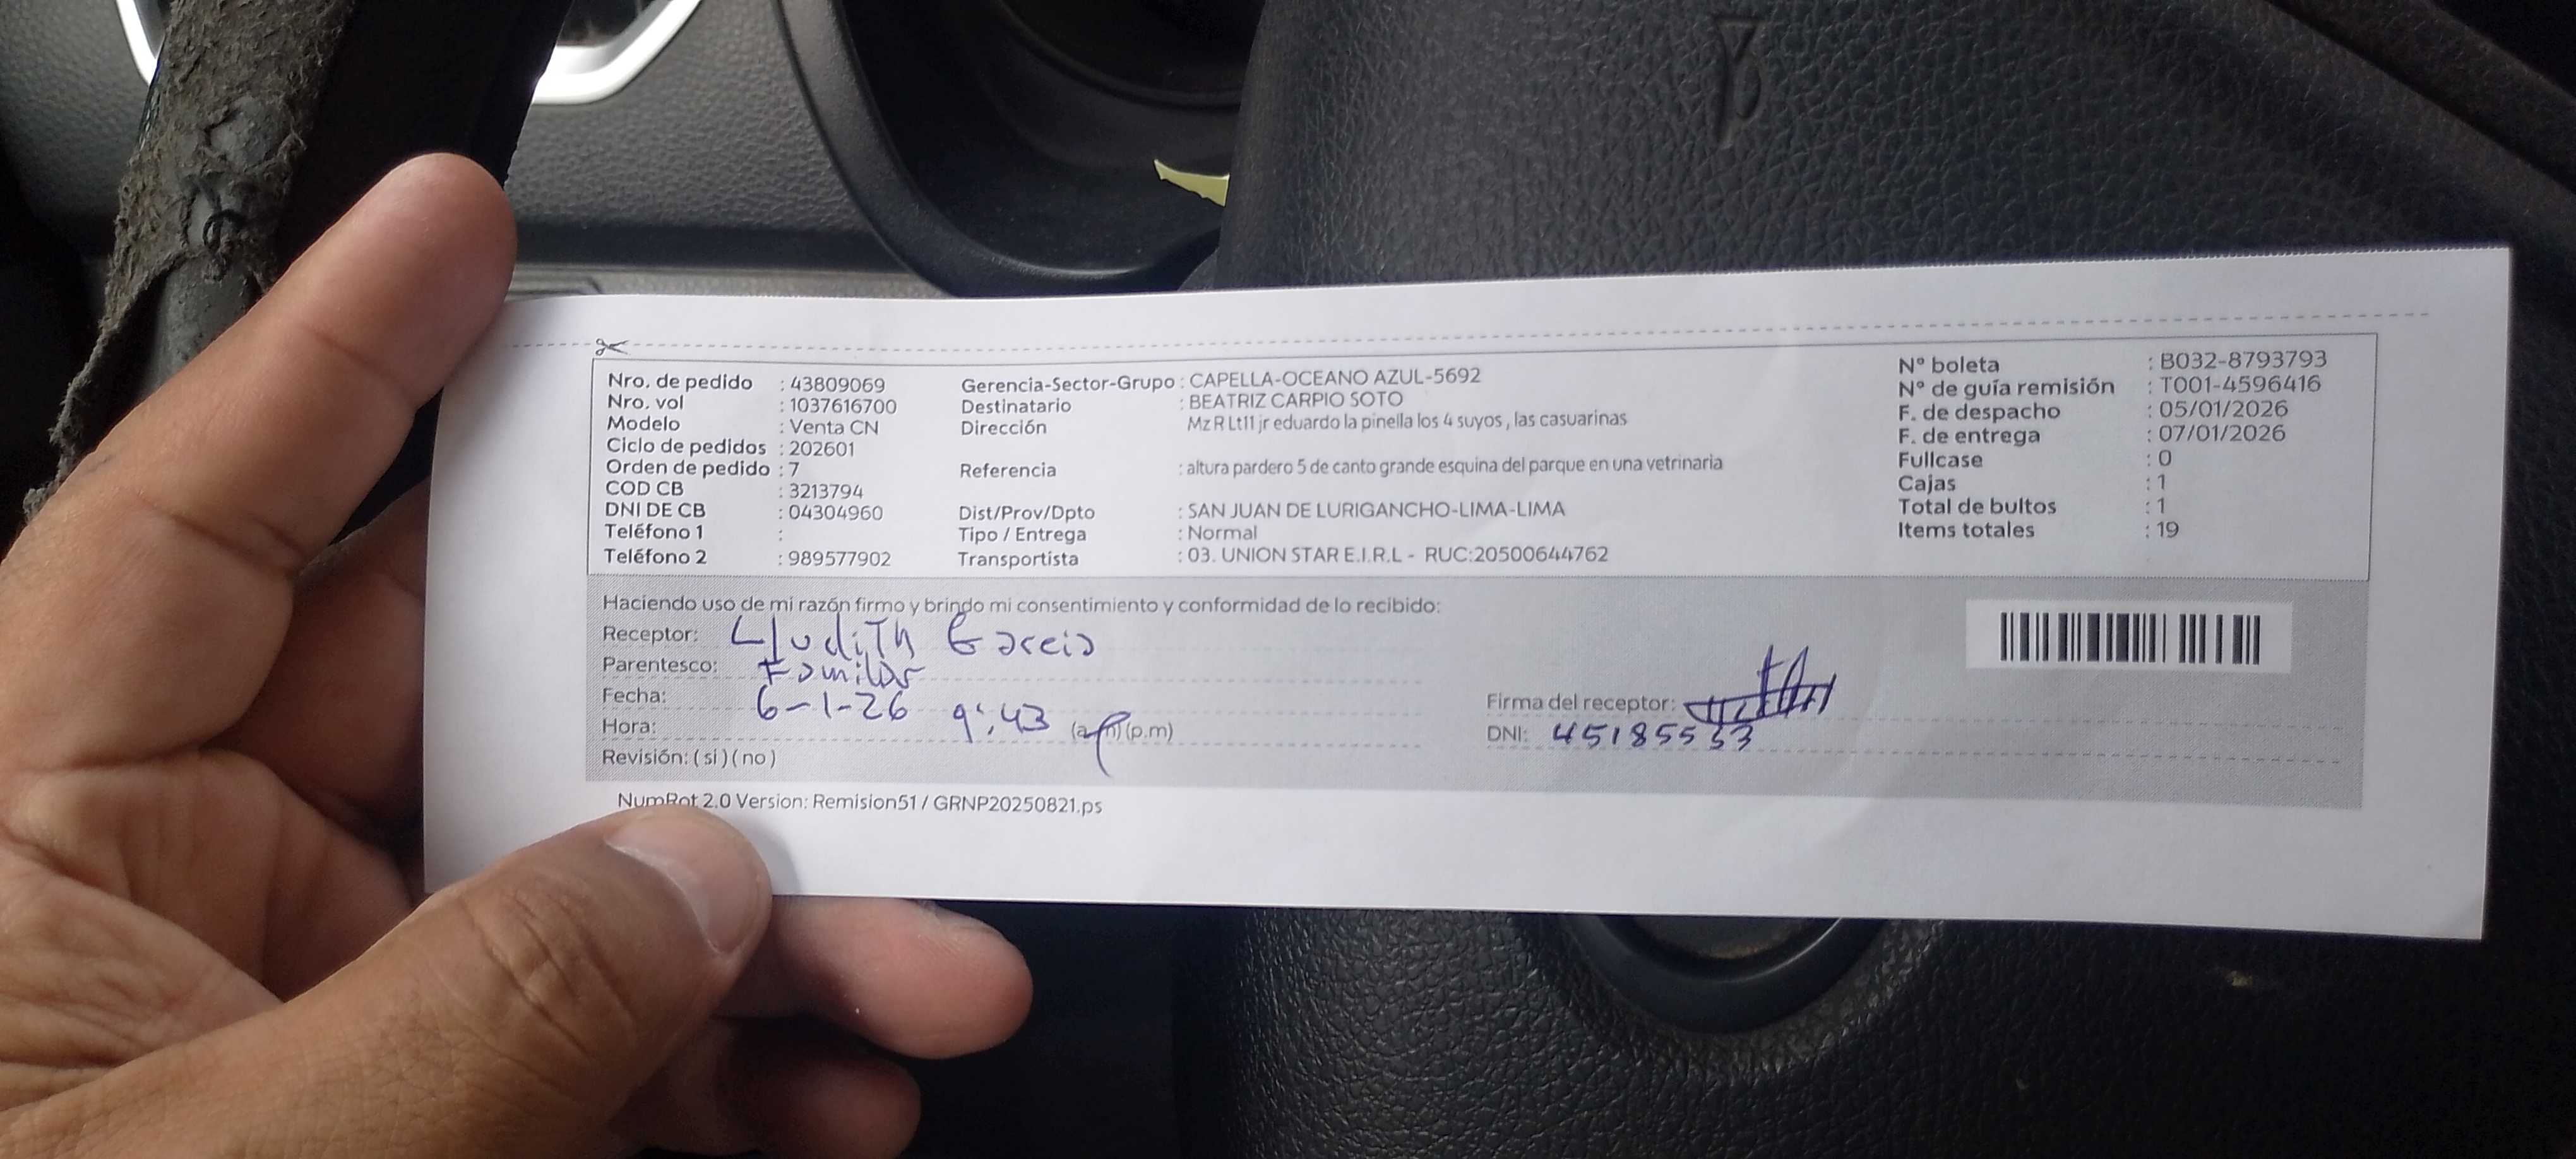 Nro. de pedido : 43809069
Nro. vol : 1037616700
Modelo : Venta CN
Ciclo de pedidos : 202601
Orden de pedido : 7
COD CB : 3213794
DNI DE CB : 04304960
Teléfono 1 :
Teléfono 2 : 989577902
Gerencia-Sector-Grupo : CAPELLA-OCEANO AZUL-5692
Destinatario : BEATRIZ CARPIO SOTO
Dirección Mz R Lt11 jr eduardo la pinella los 4 suyos , las casuarinas
Referencia : altura pardero 5 de canto grande esquina del parque en una vetrinaria
Dist/Prov/Dpto : SAN JUAN DE LURIGANCHO-LIMA-LIMA
Tipo / Entrega : Normal
Transportista : 03. UNION STAR E.I.R.L - RUC:20500644762
N° boleta : B032-8793793
N° de guía remisión : T001-4596416
F. de despacho : 05/01/2026
F. de entrega : 07/01/2026
Fullcase : 0
Cajas : 1
Total de bultos : 1
Items totales : 19
Haciendo uso de mi razón firmo y brindo mi consentimiento y conformidad de lo recibido:
Receptor: Garcia
Parentesco: Familiar
Fecha: 6-1-26
Hora: 9:43 (a.m)(p.m)
Revisión: ( si ) ( no )
Firma del receptor:
DNI: 45185553
NumRot 2.0 Version: Remision51 / GRNP20250821.ps